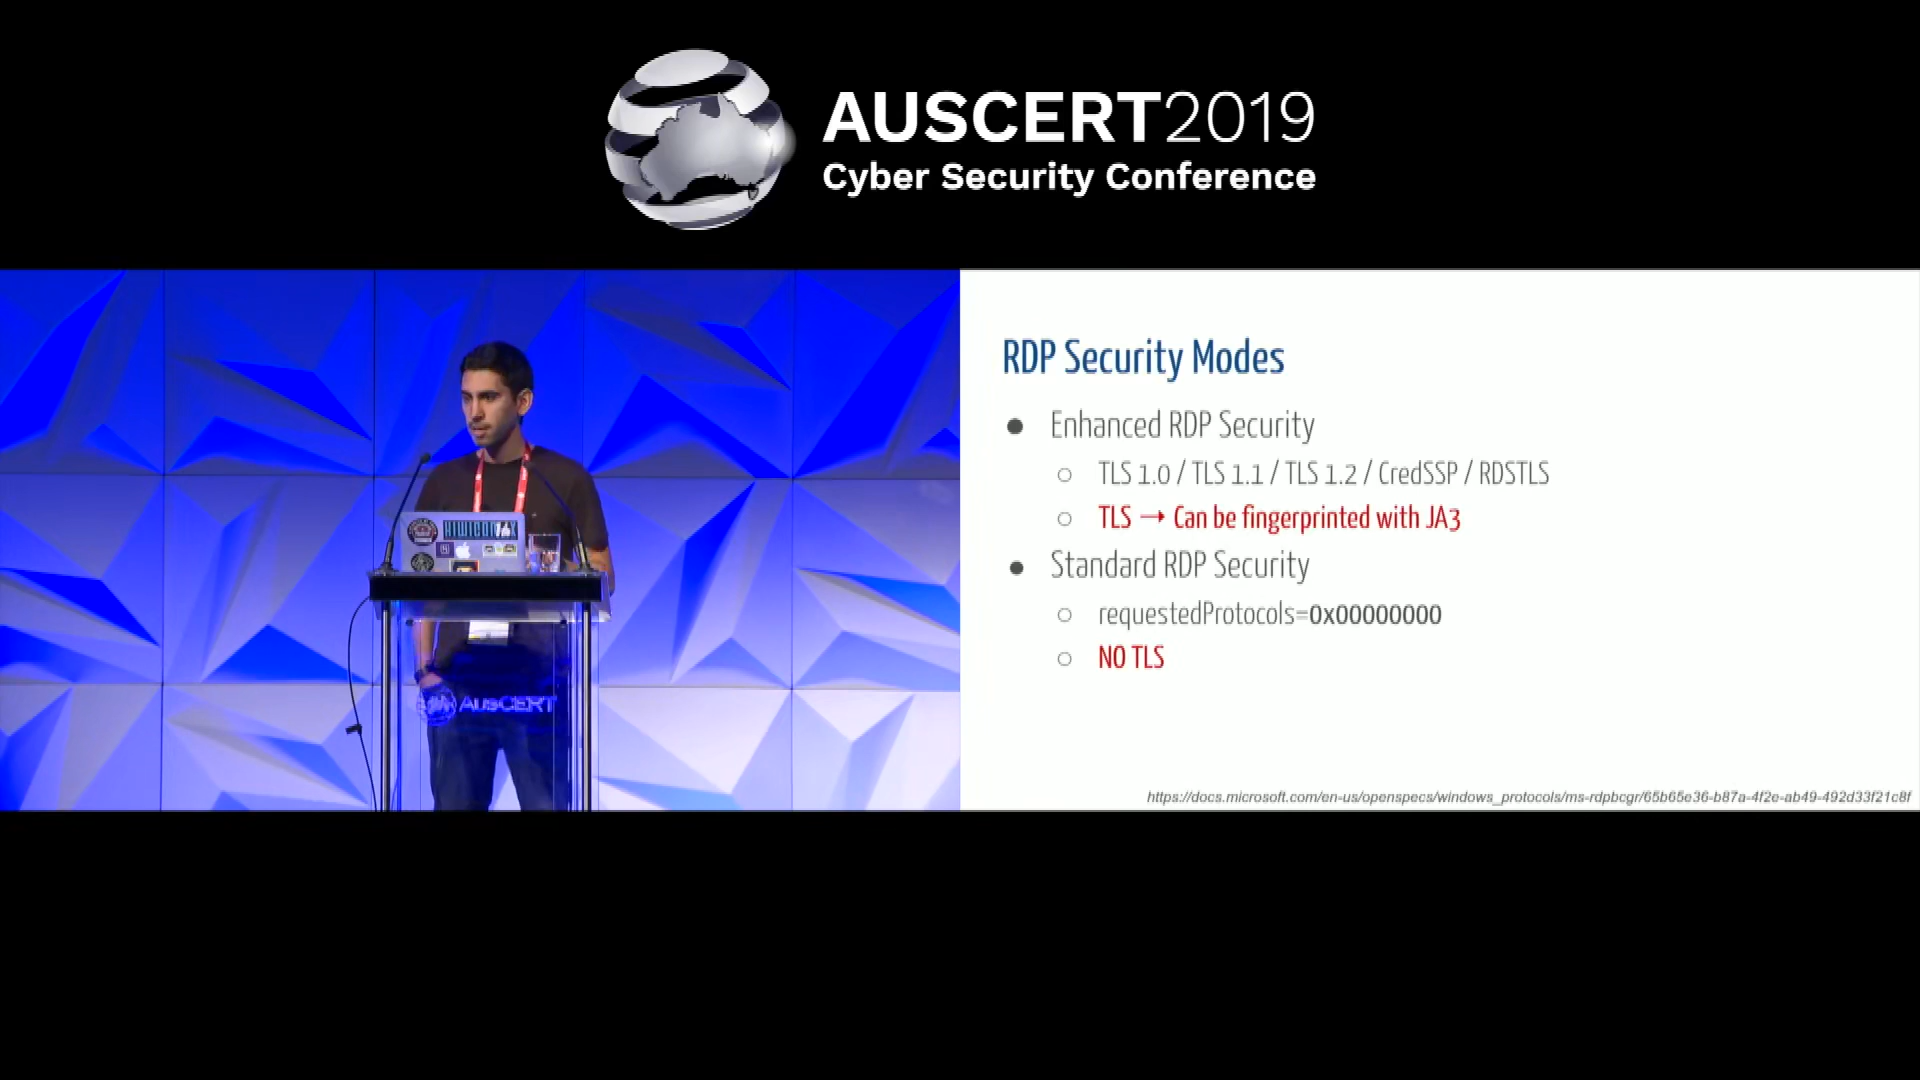 AUSCERT2019
Cyber Security Conference
KIWICON
AUSCERT
RDP Security Modes
● Enhanced RDP Security
○ TLS 1.0 / TLS 1.1 / TLS 1.2 / CredSSP / RDSTLS
○ TLS → Can be fingerprinted with JA3
● Standard RDP Security
○ requestedProtocols=0x00000000
○ NO TLS
https://docs.microsoft.com/en-us/openspecs/windows_protocols/ms-rdpbcgr/65b65e36-b87a-4f2e-ab49-492d33f21c8f